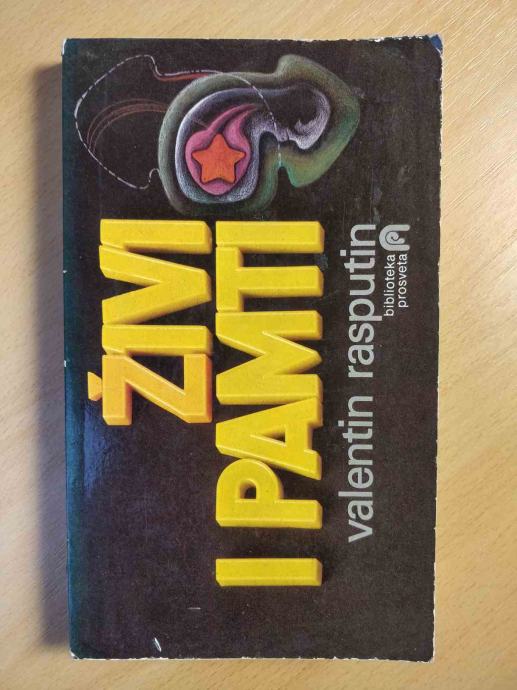 ŽIVI
I PAMTI
valentin rasputin
biblioteka
prosveta